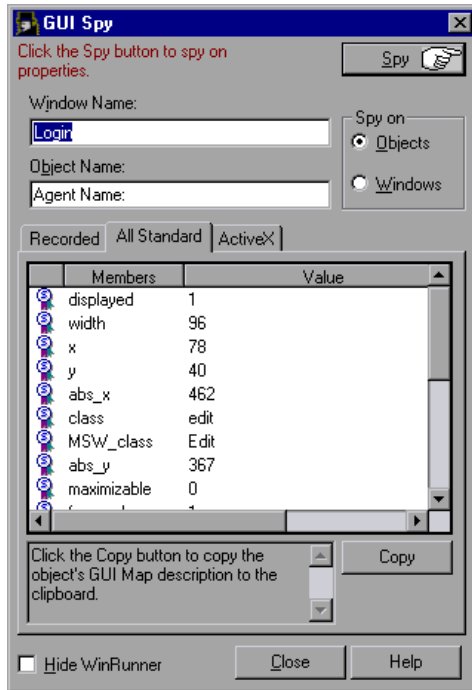 GUI Spy
Click the Spy button to spy on
properties.
Spy
Window Name:
Login
Spy on
Objects
Windows
Object Name:
Agent Name:
Recorded All Standard ActiveX
Members Value
displayed 1
width 96
x 78
y 40
abs_x 462
class edit
MSW_class Edit
abs_y 367
maximizable 0
Click the Copy button to copy the
object's GUI Map description to the
clipboard.
Copy
Hide WinRunner
Close
Help